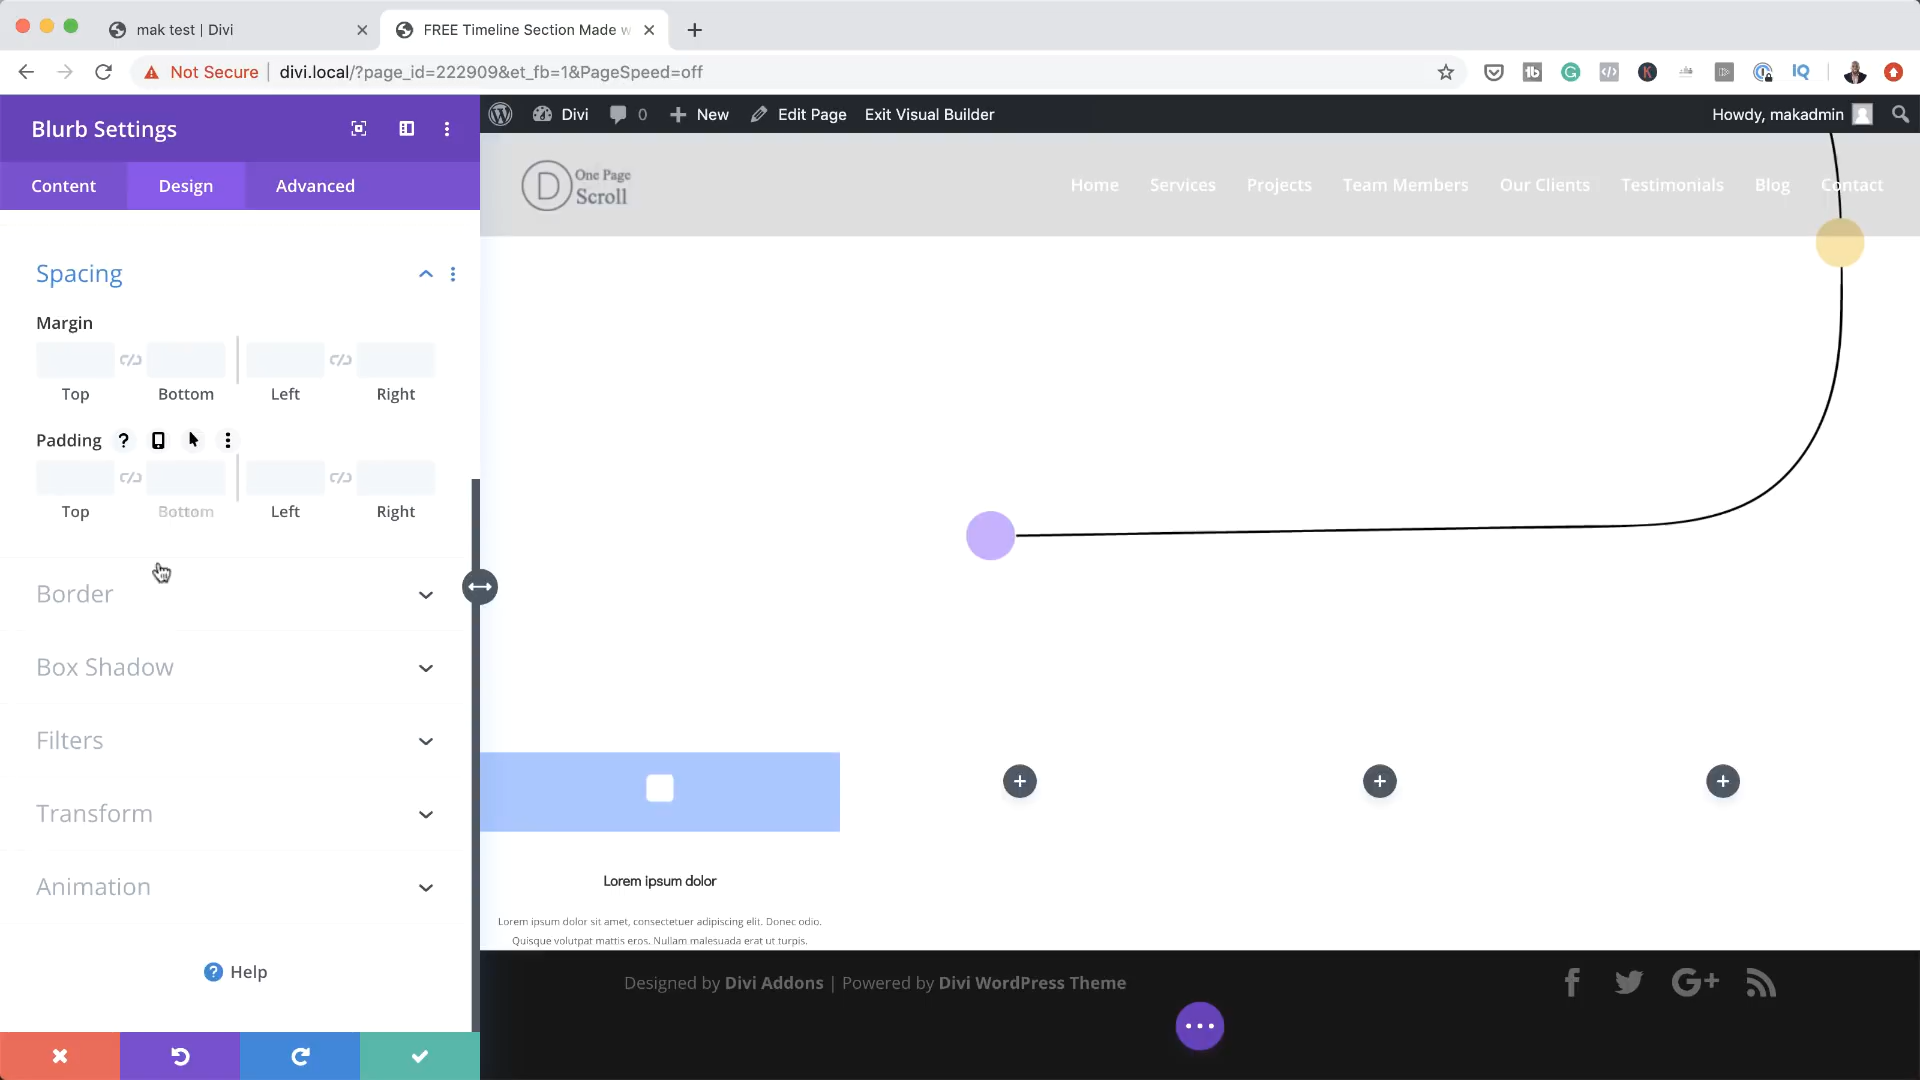 mak test | Divi
FREE Timeline Section Made w
Not Secure | divi.local/?page_id=222909&et_fb=1&PageSpeed=off
Divi 0 New Edit Page Exit Visual Builder Howdy, makadmin
Blurb Settings
Content Design Advanced
D One Page Scroll
Home Services Projects Team Members Our Clients Testimonials Blog Contact
Spacing
Margin
Top Bottom Left Right
Padding ?
Top Bottom Left Right
Border
Box Shadow
Filters
Transform
Animation
? Help
Lorem ipsum dolor
Lorem ipsum dolor sit amet, consectetuer adipiscing elit. Donec odio.
Quisque volutpat mattis eros. Nullam malesuada erat ut turpis.
Designed by Divi Addons | Powered by Divi WordPress Theme